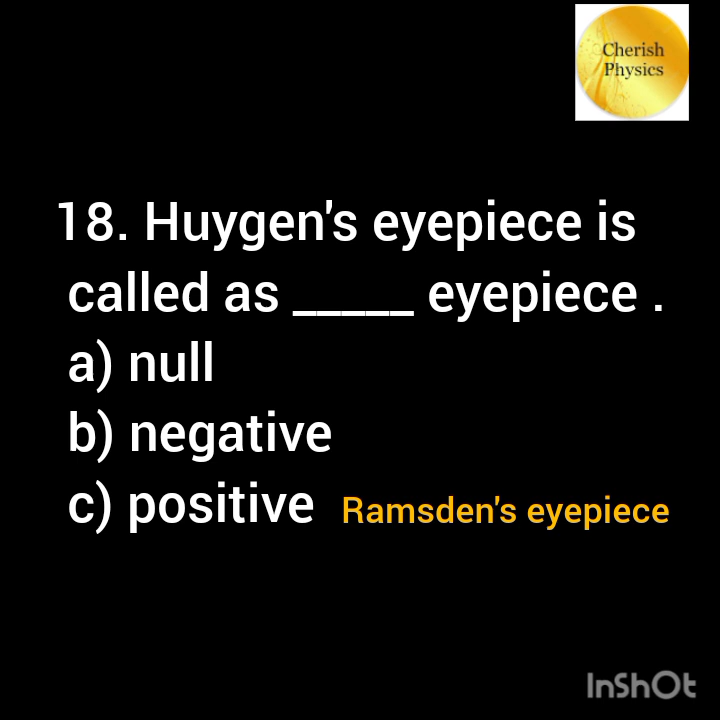 Cherish
Physics
18. Huygen's eyepiece is
called as _____ eyepiece .
a) null
b) negative
c) positive Ramsden's eyepiece
InShOt